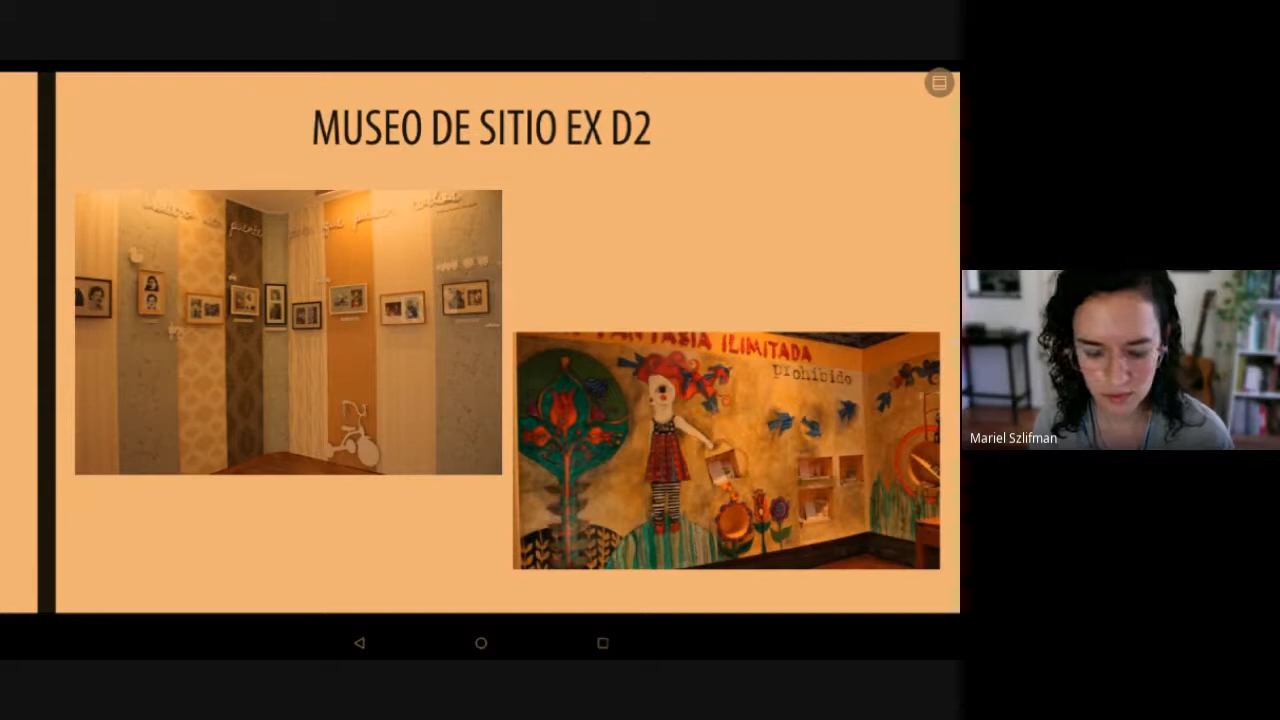 MUSEO DE SITIO EX D2
FANTASIA ILIMITADA
prohibido
Mariel Szlifman